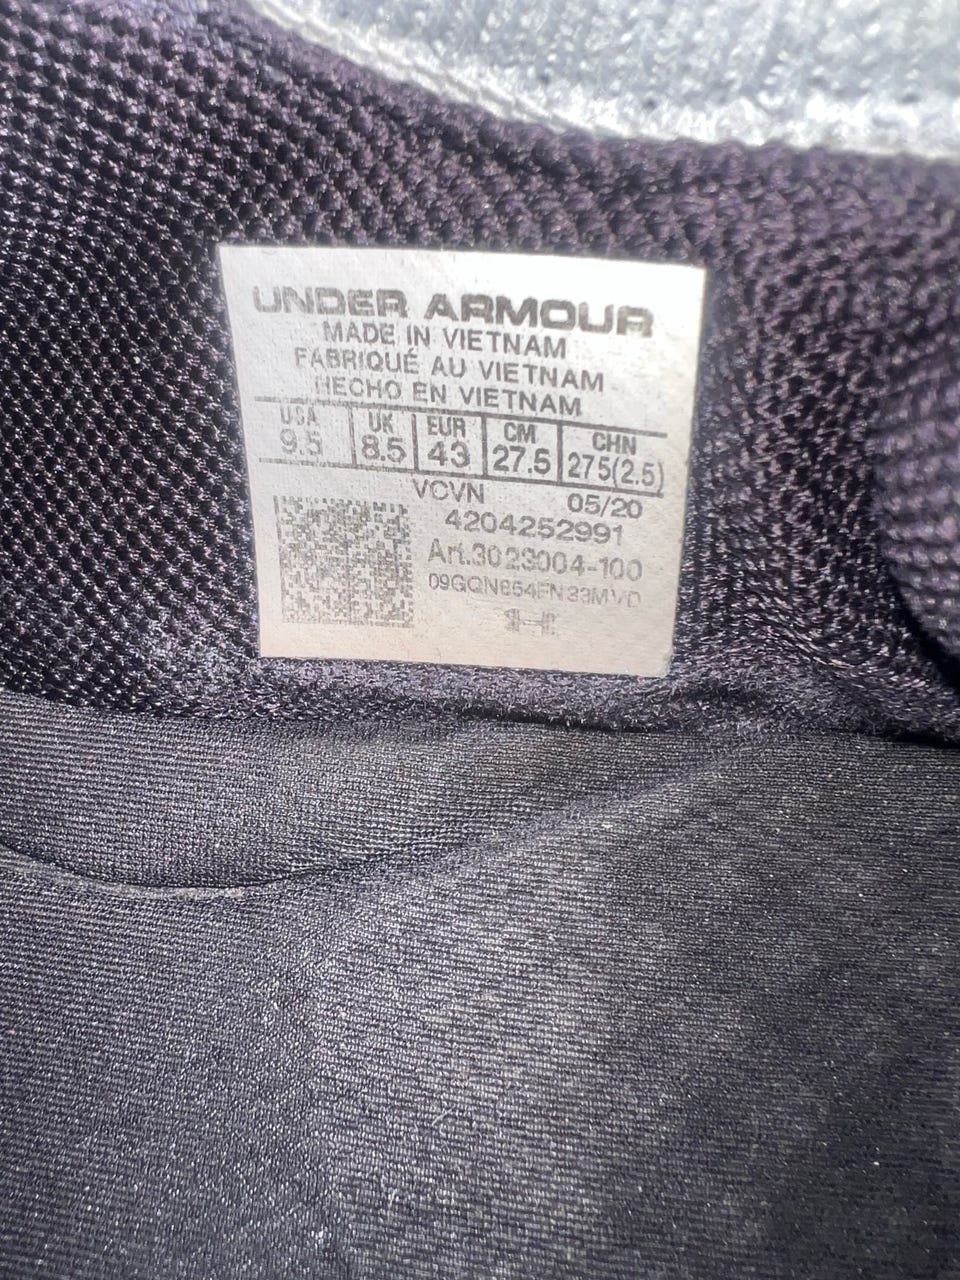 UNDER ARMOUR
MADE IN VIETNAM
FABRIQUÉ AU VIETNAM
HECHO EN VIETNAM
USA UK EUR CM CHN
9.5 8.5 43 27.5 275(2.5)
VCVN 05/20
4204252991
Art.3023004-100